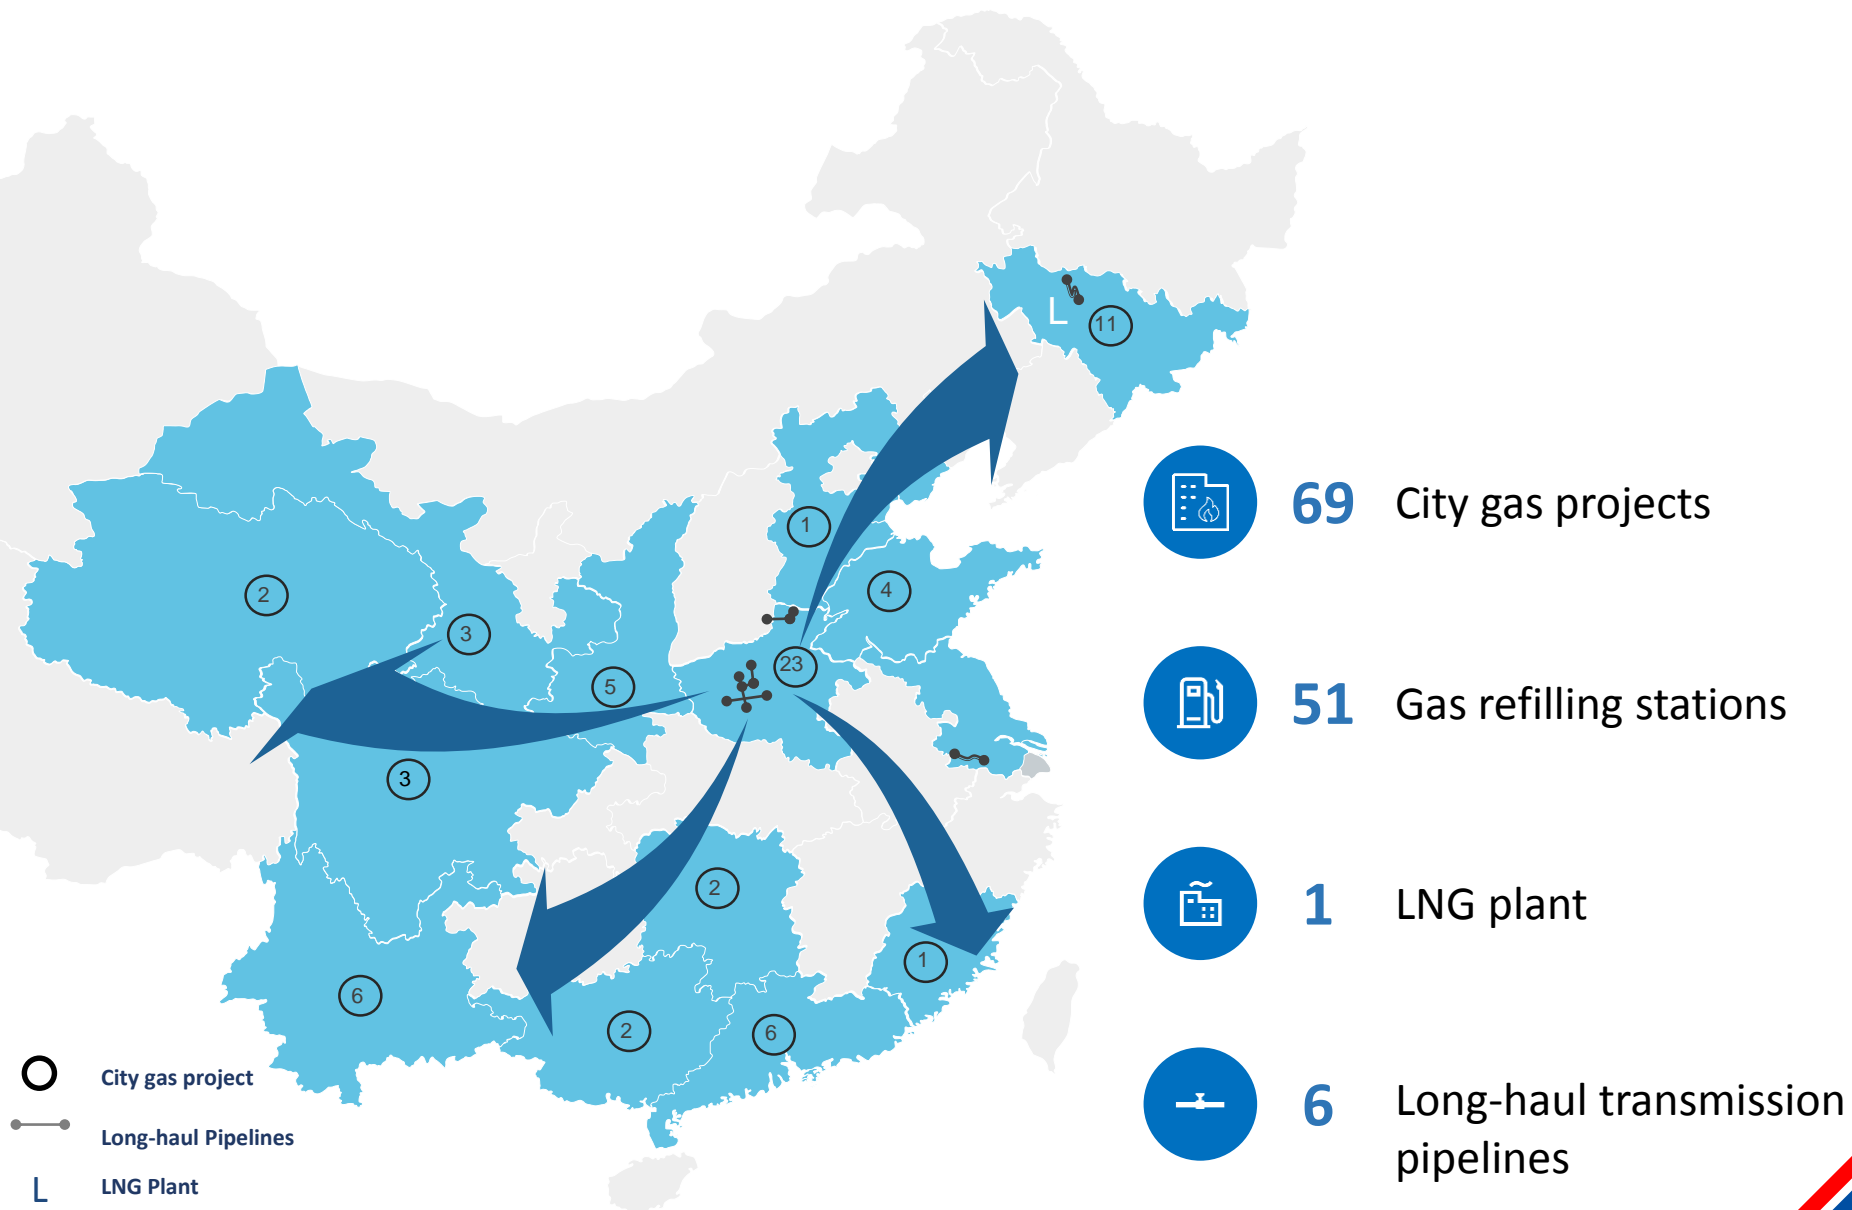 L
11
1
4
2
3
23
5
3
2
1
6
2
6
69 City gas projects
51 Gas refilling stations
1 LNG plant
6 Long-haul transmission
pipelines
City gas project
Long-haul Pipelines
L LNG Plant